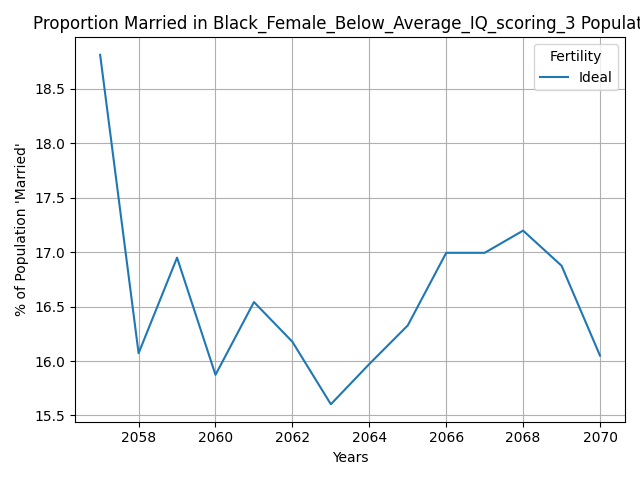 Proportion Married in Black_Female_Below_Average_IQ_scoring_3 Populat
Fertility
Ideal
18.5
18.0
17.5
17.0
16.5
16.0
15.5
% of Population 'Married'
2058 2060 2062 2064 2066 2068 2070
Years